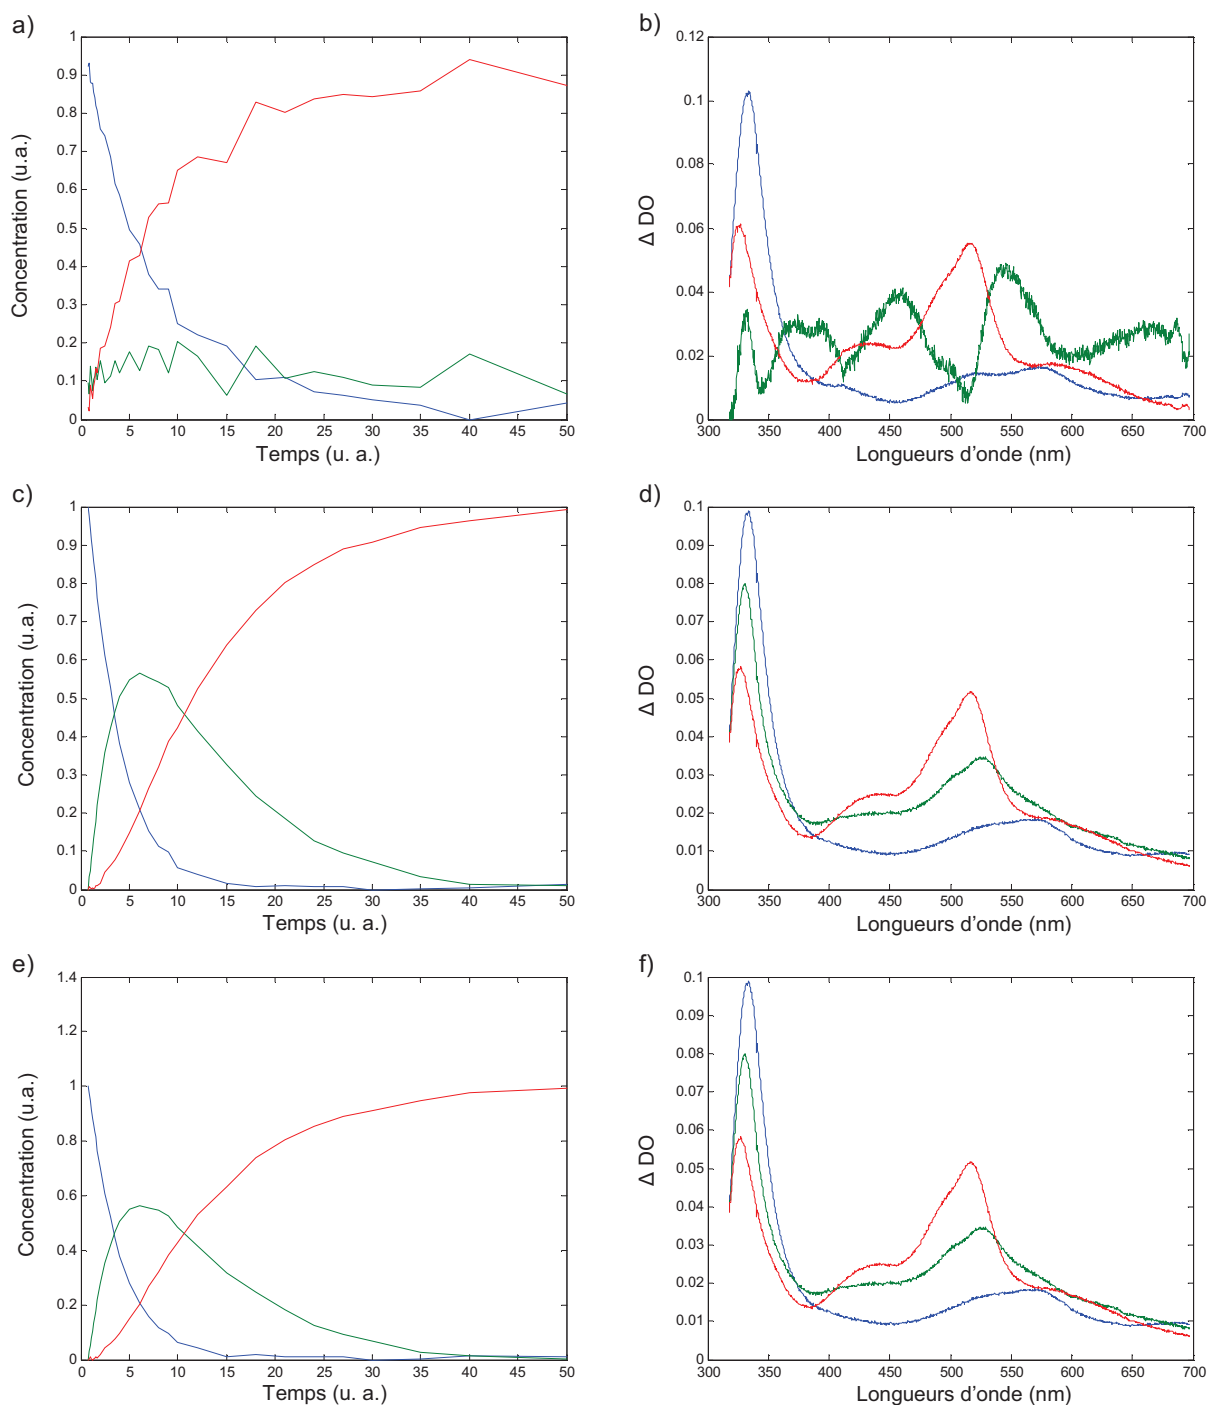 a)
1
0.9
0.8
0.7
0.6
0.5
0.4
0.3
0.2
0.1
0
0 5 10 15 20 25 30 35 40 45 50
Concentration (u.a.)
Temps (u. a.)
b)
0.12
0.1
0.08
0.06
0.04
0.02
0
300 350 400 450 500 550 600 650 700
Δ DO
Longueurs d'onde (nm)
c)
1
0.9
0.8
0.7
0.6
0.5
0.4
0.3
0.2
0.1
0
0 5 10 15 20 25 30 35 40 45 50
Concentration (u.a.)
Temps (u. a.)
d)
0.1
0.09
0.08
0.07
0.06
0.05
0.04
0.03
0.02
0.01
0
300 350 400 450 500 550 600 650 700
Δ DO
Longueurs d'onde (nm)
e)
1.4
1.2
1
0.8
0.6
0.4
0.2
0
0 5 10 15 20 25 30 35 40 45 50
Concentration (u.a.)
Temps (u. a.)
f)
0.1
0.09
0.08
0.07
0.06
0.05
0.04
0.03
0.02
0.01
0
300 350 400 450 500 550 600 650 700
Δ DO
Longueurs d'onde (nm)